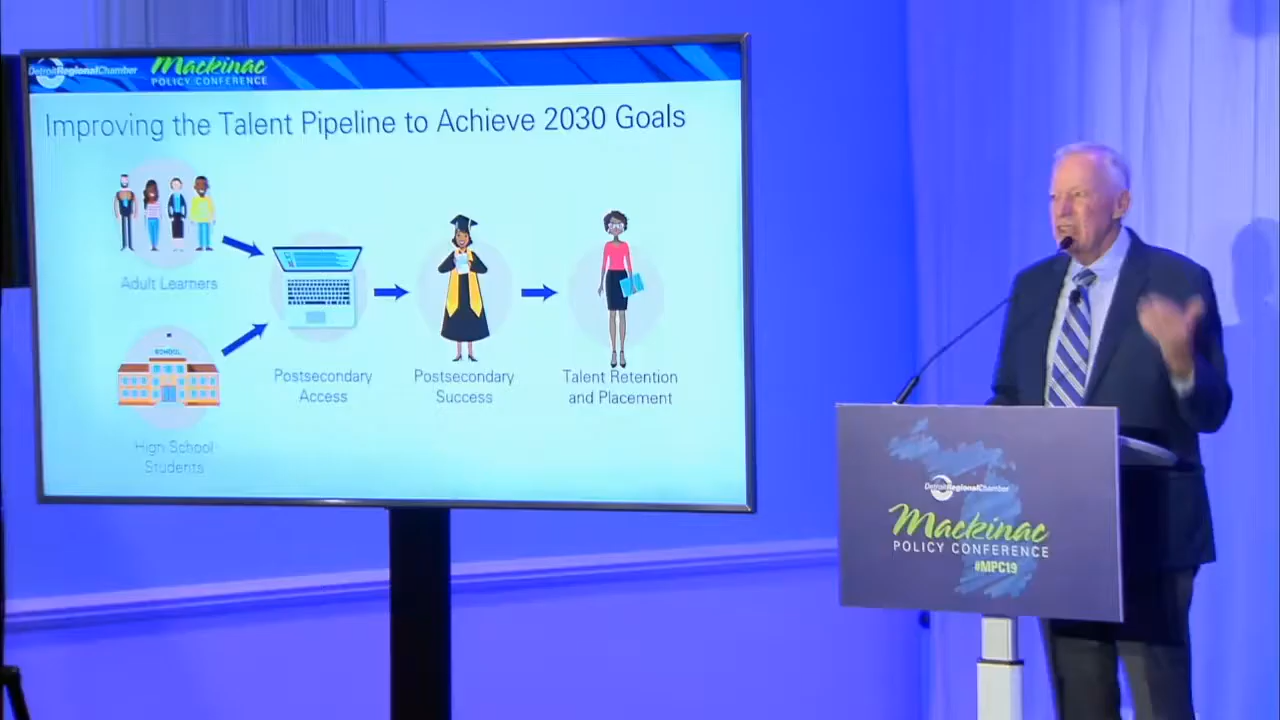 DetroitRegionalChamber
Mackinac
POLICY CONFERENCE
Improving the Talent Pipeline to Achieve 2030 Goals
Adult Learners
SCHOOL
High School
Students
Postsecondary
Access
Postsecondary
Success
Talent Retention
and Placement
DetroitRegionalChamber
Mackinac
POLICY CONFERENCE
#MPC19